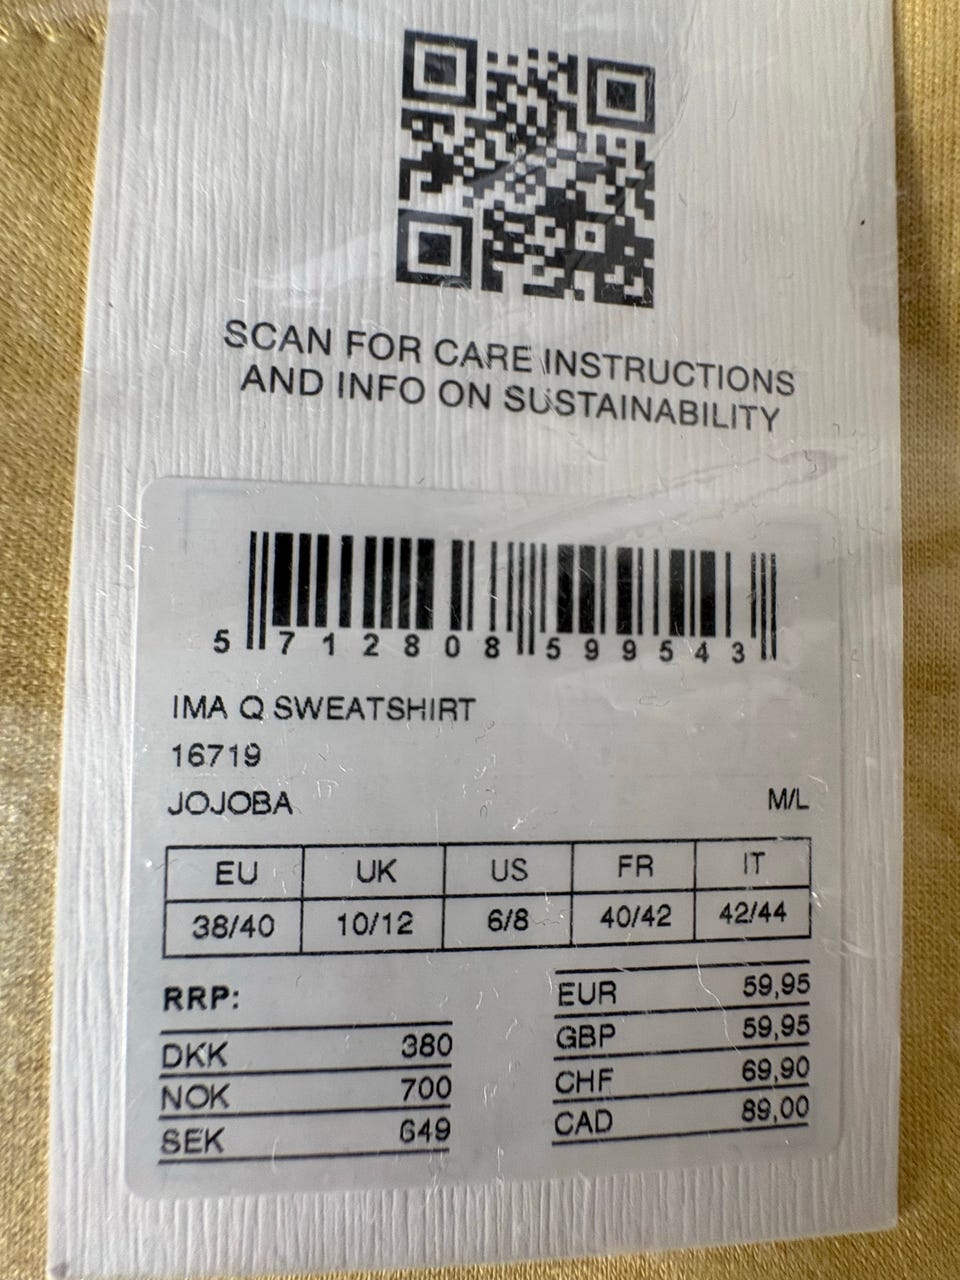 SCAN FOR CARE INSTRUCTIONS
AND INFO ON SUSTAINABILITY
5 712808 599543
IMA Q SWEATSHIRT
16719
JOJOBA M/L
EU UK US FR IT
38/40 10/12 6/8 40/42 42/44
RRP:
DKK 380
NOK 700
SEK 649
EUR 59,95
GBP 59,95
CHF 69,90
CAD 89,00